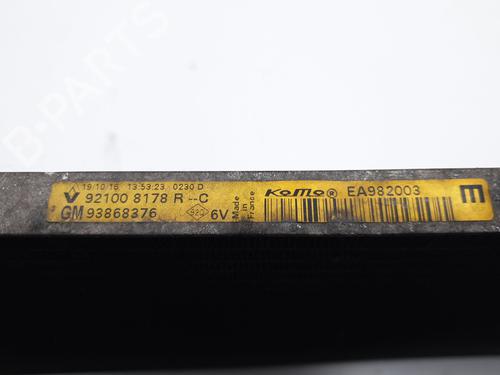 B-PARTS
19/10/16 13:53:23 0230 D
92100 8178 R --C
GM 93868376
6V
Made
in
France
KOMO® EA982003
E